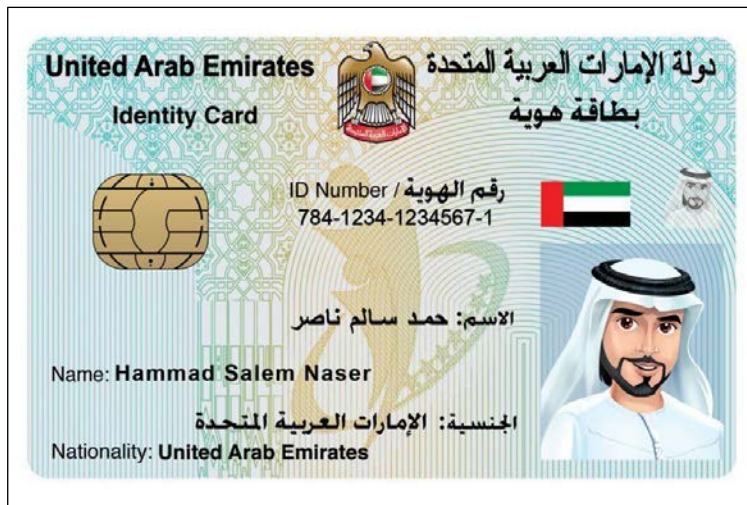 United Arab Emirates دولة الإمارات العربية المتحدة
Identity Card بطاقة هوية
ID Number / رقم الهوية
784-1234-1234567-1
الاسم: حمد سالم ناصر
Name: Hammad Salem Naser
الجنسية: الإمارات العربية المتحدة
Nationality: United Arab Emirates